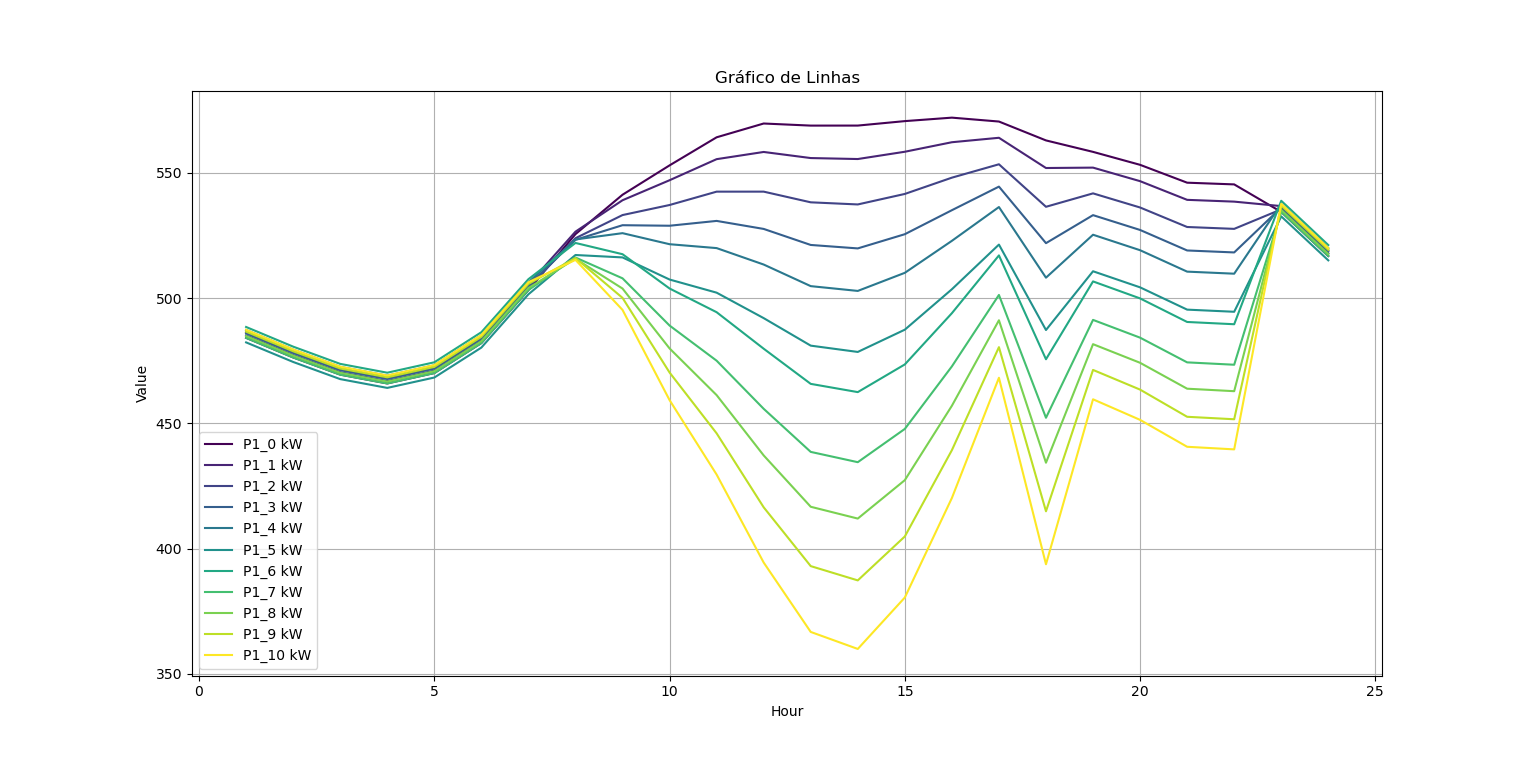 Gráfico de Linhas
Value
550
500
450
400
350
P1_0 kW
P1_1 kW
P1_2 kW
P1_3 kW
P1_4 kW
P1_5 kW
P1_6 kW
P1_7 kW
P1_8 kW
P1_9 kW
P1_10 kW
0 5 10 15 20 25
Hour